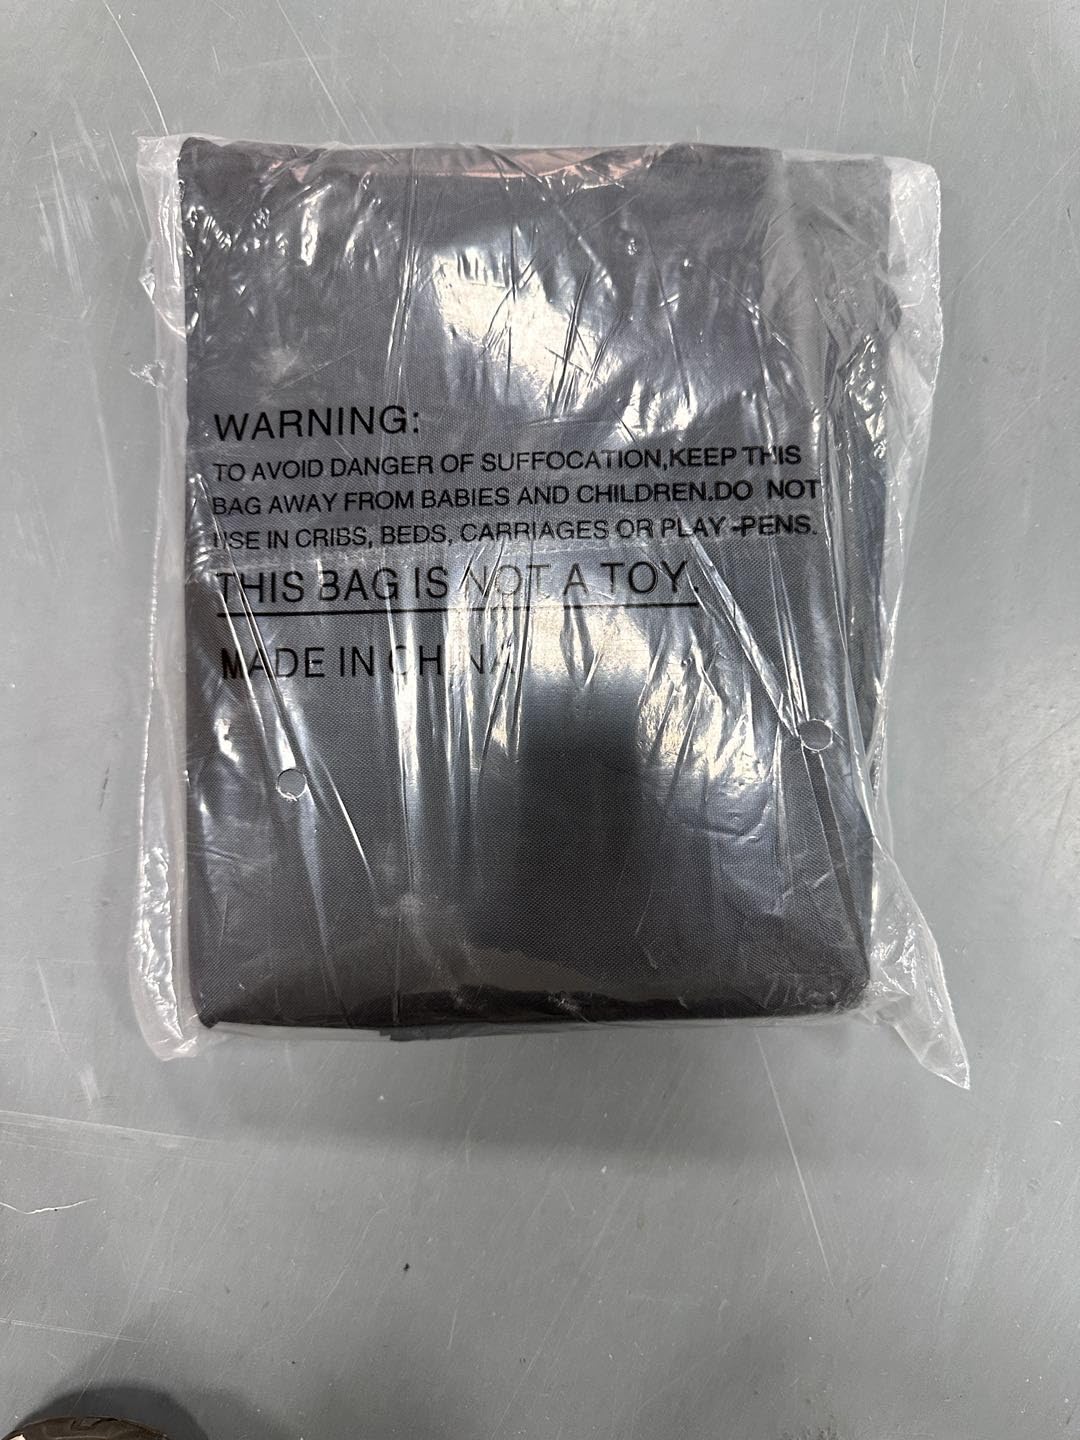 WARNING:
TO AVOID DANGER OF SUFFOCATION,KEEP THIS
BAG AWAY FROM BABIES AND CHILDREN.DO NOT
USE IN CRIBS, BEDS, CARRIAGES OR PLAY-PENS.
THIS BAG IS NOT A TOY.
MADE IN CHINA